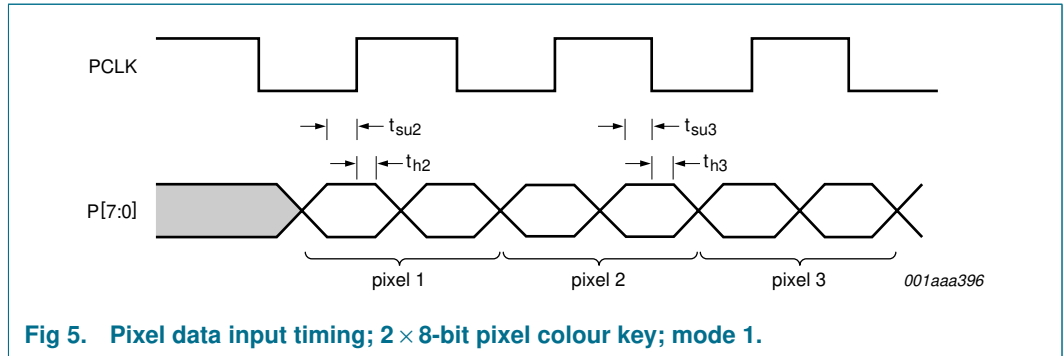 PCLK
tsu2
tsu3
th2
th3
P[7:0]
pixel 1 pixel 2 pixel 3 001aaa396
Fig 5. Pixel data input timing; 2 × 8-bit pixel colour key; mode 1.